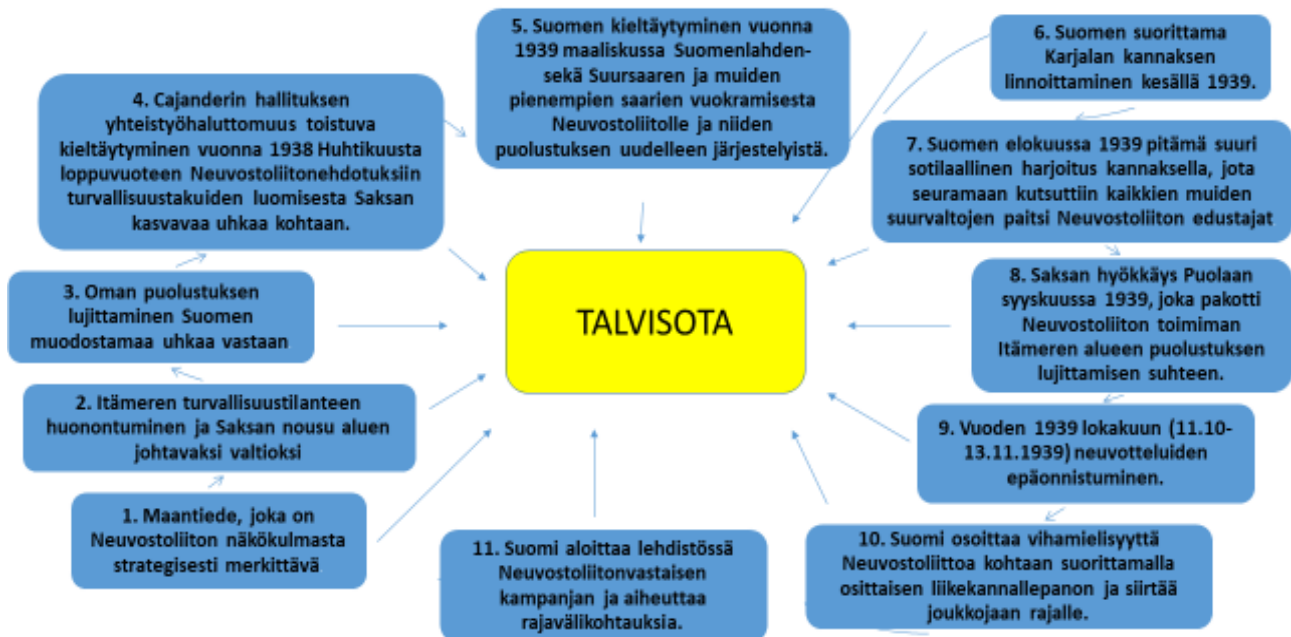 1. Maantiede, joka on
Neuvostoliiton näkökulmasta
strategisesti merkittävä
2. Itämeren turvallisuustilanteen
huonontuminen ja Saksan nousu aluen
johtavaksi valtioksi
3. Oman puolustuksen
lujittaminen Suomen
muodostamaa uhkaa vastaan
4. Cajanderin hallituksen
yhteistyöhaluttomuus toistuva
kieltäytyminen vuonna 1938 Huhtikuusta
loppuvuoteen Neuvostoliitonehdotuksiin
turvallisuustakuiden luomisesta Saksan
kasvavaa uhkaa kohtaan.
5. Suomen kieltäytyminen vuonna
1939 maaliskussa Suomenlahden-
sekä Suursaaren ja muiden
pienempien saarien vuokramisesta
Neuvostoliitolle ja niiden
puolustuksen uudelleen järjestelyistä.
6. Suomen suorittama
Karjalan kannaksen
linnoittaminen kesällä 1939.
7. Suomen elokuussa 1939 pitämä suuri
sotilaallinen harjoitus kannaksella, jota
seuramaan kutsuttiin kaikkien muiden
suurvaltojen paitsi Neuvostoliiton edustajat
8. Saksan hyökkäys Puolaan
syyskuussa 1939, joka pakotti
Neuvostoliiton toimiman
Itämeren alueen puolustuksen
lujittamisen suhteen.
9. Vuoden 1939 lokakuun (11.10-
13.11.1939) neuvotteluiden
epäonnistuminen.
10. Suomi osoittaa vihamielisyyttä
Neuvostoliittoa kohtaan suorittamalla
osittaisen liikekannallepanon ja siirtää
joukkojaan rajalle.
11. Suomi aloittaa lehdistössä
Neuvostoliitonvastaisen
kampanjan ja aiheuttaa
rajavälikohtauksia.
TALVISOTA